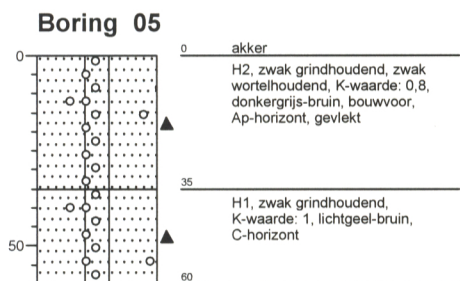 Boring 05
0
0
akker
H2, zwak grindhoudend, zwak
wortelhoudend, K-waarde: 0,8,
donkergrijs-bruin, bouwvoor,
Ap-horizont, gevlekt
35
H1, zwak grindhoudend,
K-waarde: 1, lichtgeel-bruin,
C-horizont
50
60